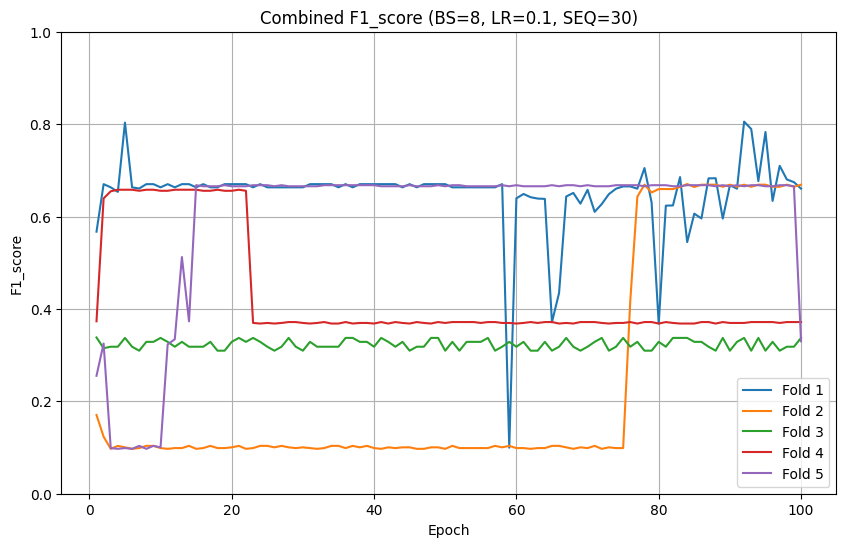 Combined F1_score (BS=8, LR=0.1, SEQ=30)
F1_score
1.0
0.8
0.6
0.4
0.2
0.0
0 20 40 60 80 100
Epoch
Fold 1
Fold 2
Fold 3
Fold 4
Fold 5